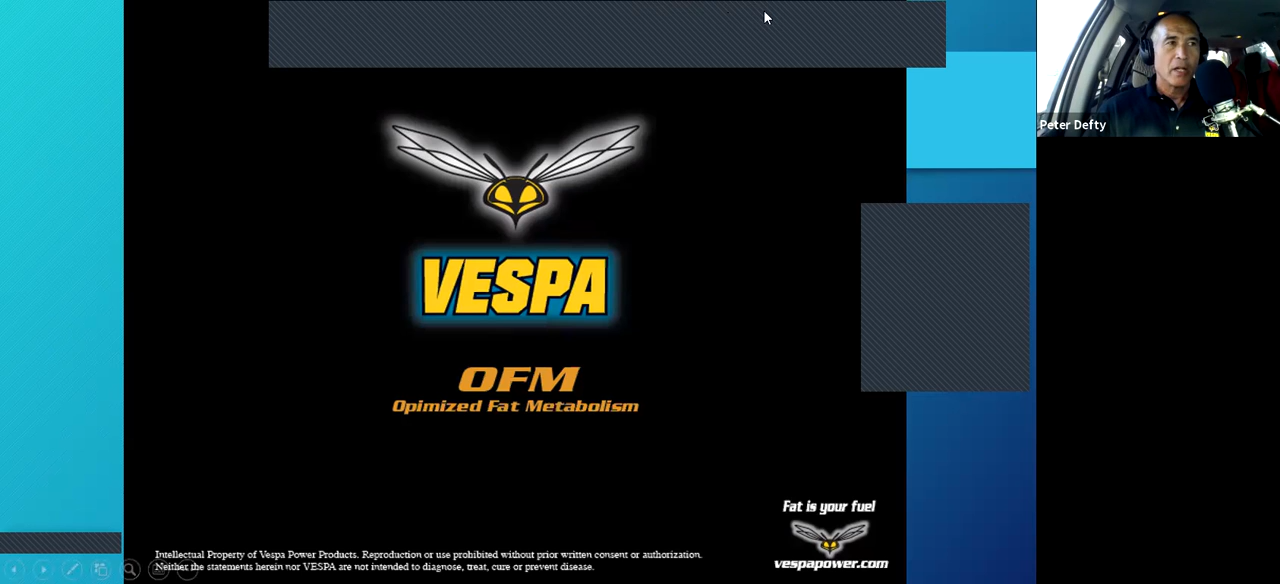 Peter Defty
VESPA
OFM
Opimized Fat Metabolism
Fat is your fuel
vespapower.com
Intellectual Property of Vespa Power Products. Reproduction or use prohibited without prior written consent or authorization.
Neither the statements herein nor VESPA are not intended to diagnose, treat, cure or prevent disease.